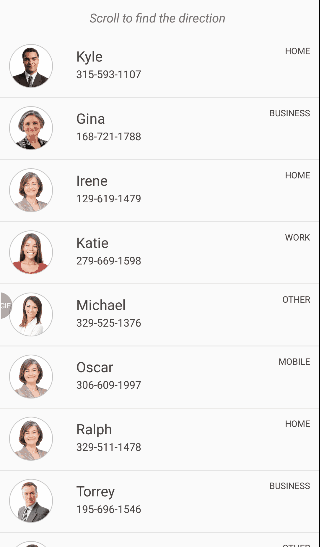 Scroll to find the direction
Kyle
HOME
315-593-1107
Gina
BUSINESS
168-721-1788
Irene
HOME
129-619-1479
Katie
WORK
279-669-1598
Michael
OTHER
329-525-1376
Oscar
MOBILE
306-609-1997
Ralph
HOME
329-511-1478
Torrey
BUSINESS
195-696-1546
OTHER